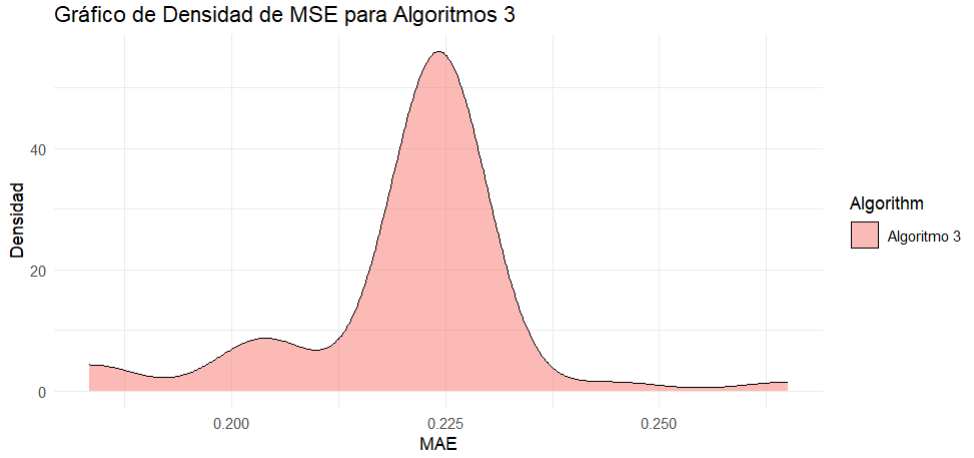 Gráfico de Densidad de MSE para Algoritmos 3
Densidad
40
20
0
0.200
0.225
0.250
MAE
Algorithm
Algoritmo 3